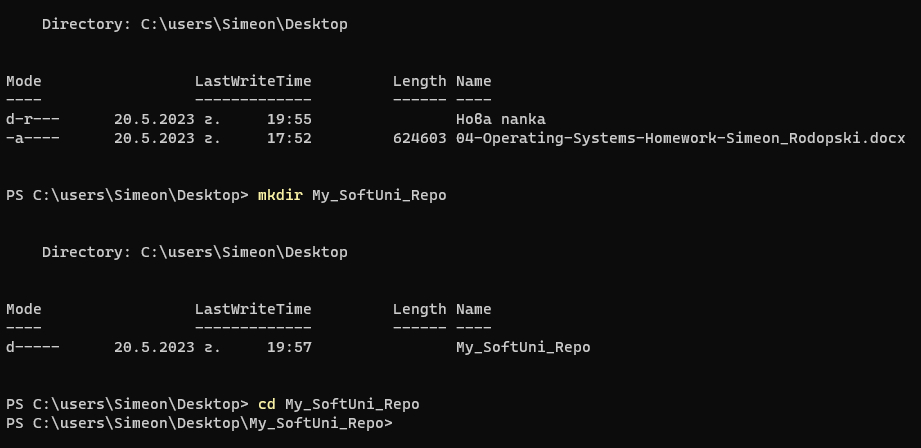 Directory: C:\users\Simeon\Desktop
Mode LastWriteTime Length Name
---- ------------- ------ ----
d-r--- 20.5.2023 г. 19:55 Нова папка
-a---- 20.5.2023 г. 17:52 624603 04-Operating-Systems-Homework-Simeon_Rodopski.docx
PS C:\users\Simeon\Desktop> mkdir My_SoftUni_Repo
Directory: C:\users\Simeon\Desktop
Mode LastWriteTime Length Name
---- ------------- ------ ----
d----- 20.5.2023 г. 19:57 My_SoftUni_Repo
PS C:\users\Simeon\Desktop> cd My_SoftUni_Repo
PS C:\users\Simeon\Desktop\My_SoftUni_Repo>